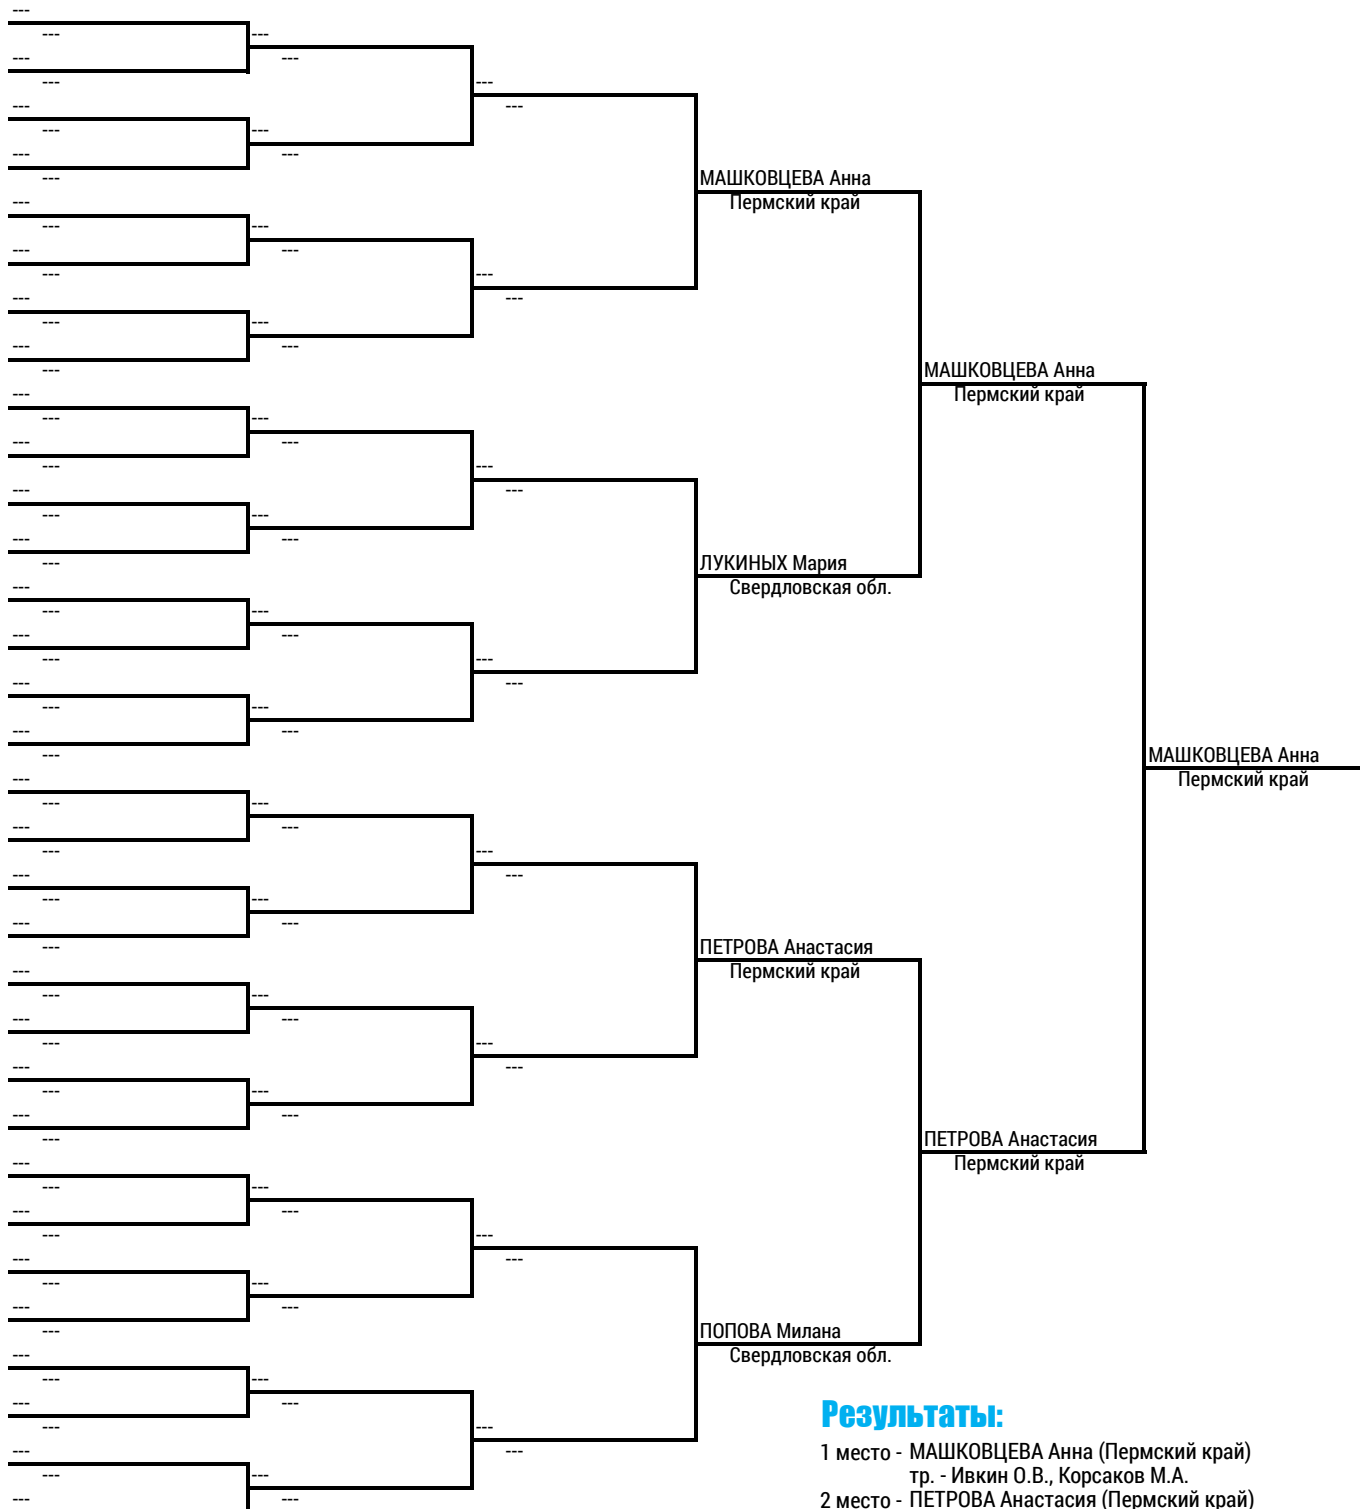 МАШКОВЦЕВА Анна
Пермский край
МАШКОВЦЕВА Анна
Пермский край
ЛУКИНЫХ Мария
Свердловская обл.
МАШКОВЦЕВА Анна
Пермский край
ПЕТРОВА Анастасия
Пермский край
ПЕТРОВА Анастасия
Пермский край
ПОПОВА Милана
Свердловская обл.
Результаты:
1 место - МАШКОВЦЕВА Анна (Пермский край)
тр. - Ивкин О.В., Корсаков М.А.
2 место - ПЕТРОВА Анастасия (Пермский край)